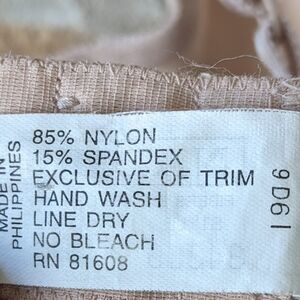 MADE IN
PHILIPPINES
85% NYLON
15% SPANDEX
EXCLUSIVE OF TRIM
HAND WASH
LINE DRY
NO BLEACH
RN 81608
9D61